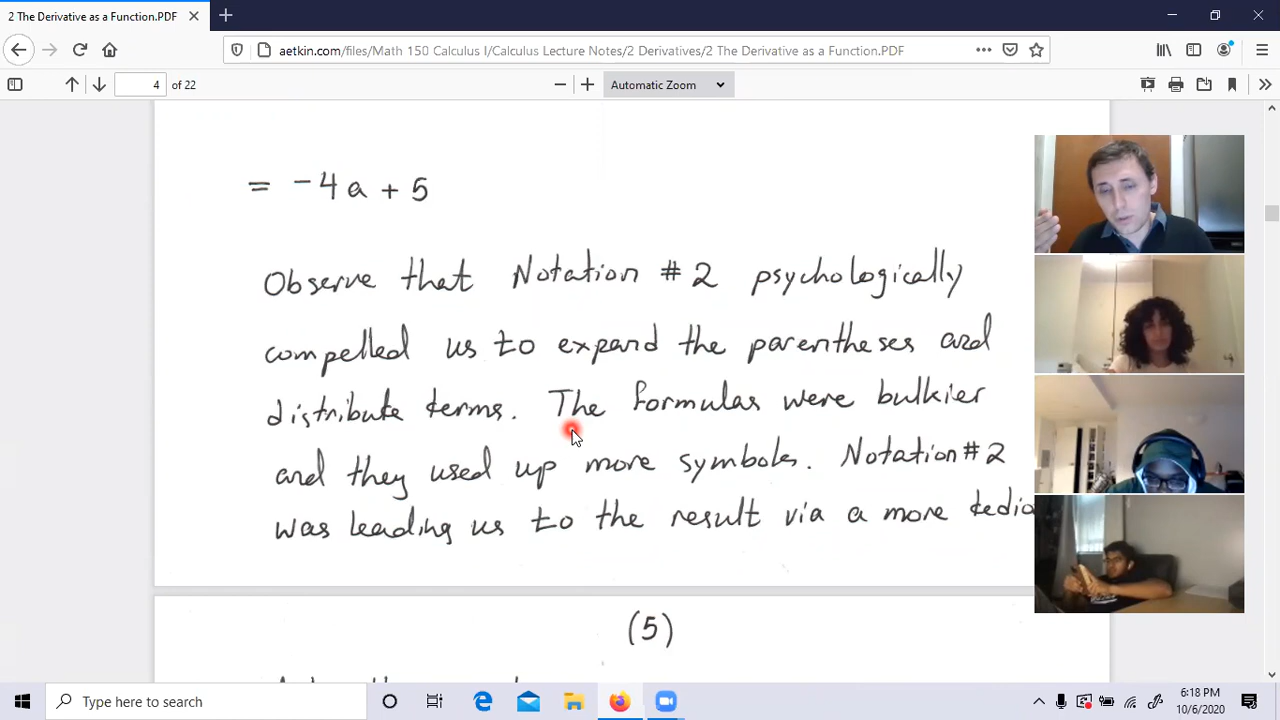 2 The Derivative as a Function.PDF
aetkin.com/files/Math 150 Calculus I/Calculus Lecture Notes/2 Derivatives/2 The Derivative as a Function.PDF
4 of 22
Automatic Zoom
= -4a + 5
Observe that Notation #2 psychologically
compelled us to expand the parentheses and
distribute terms. The formulas were bulkier
and they used up more symbols. Notation #2
was leading us to the result via a more
(5)
Type here to search
6:18 PM
10/6/2020